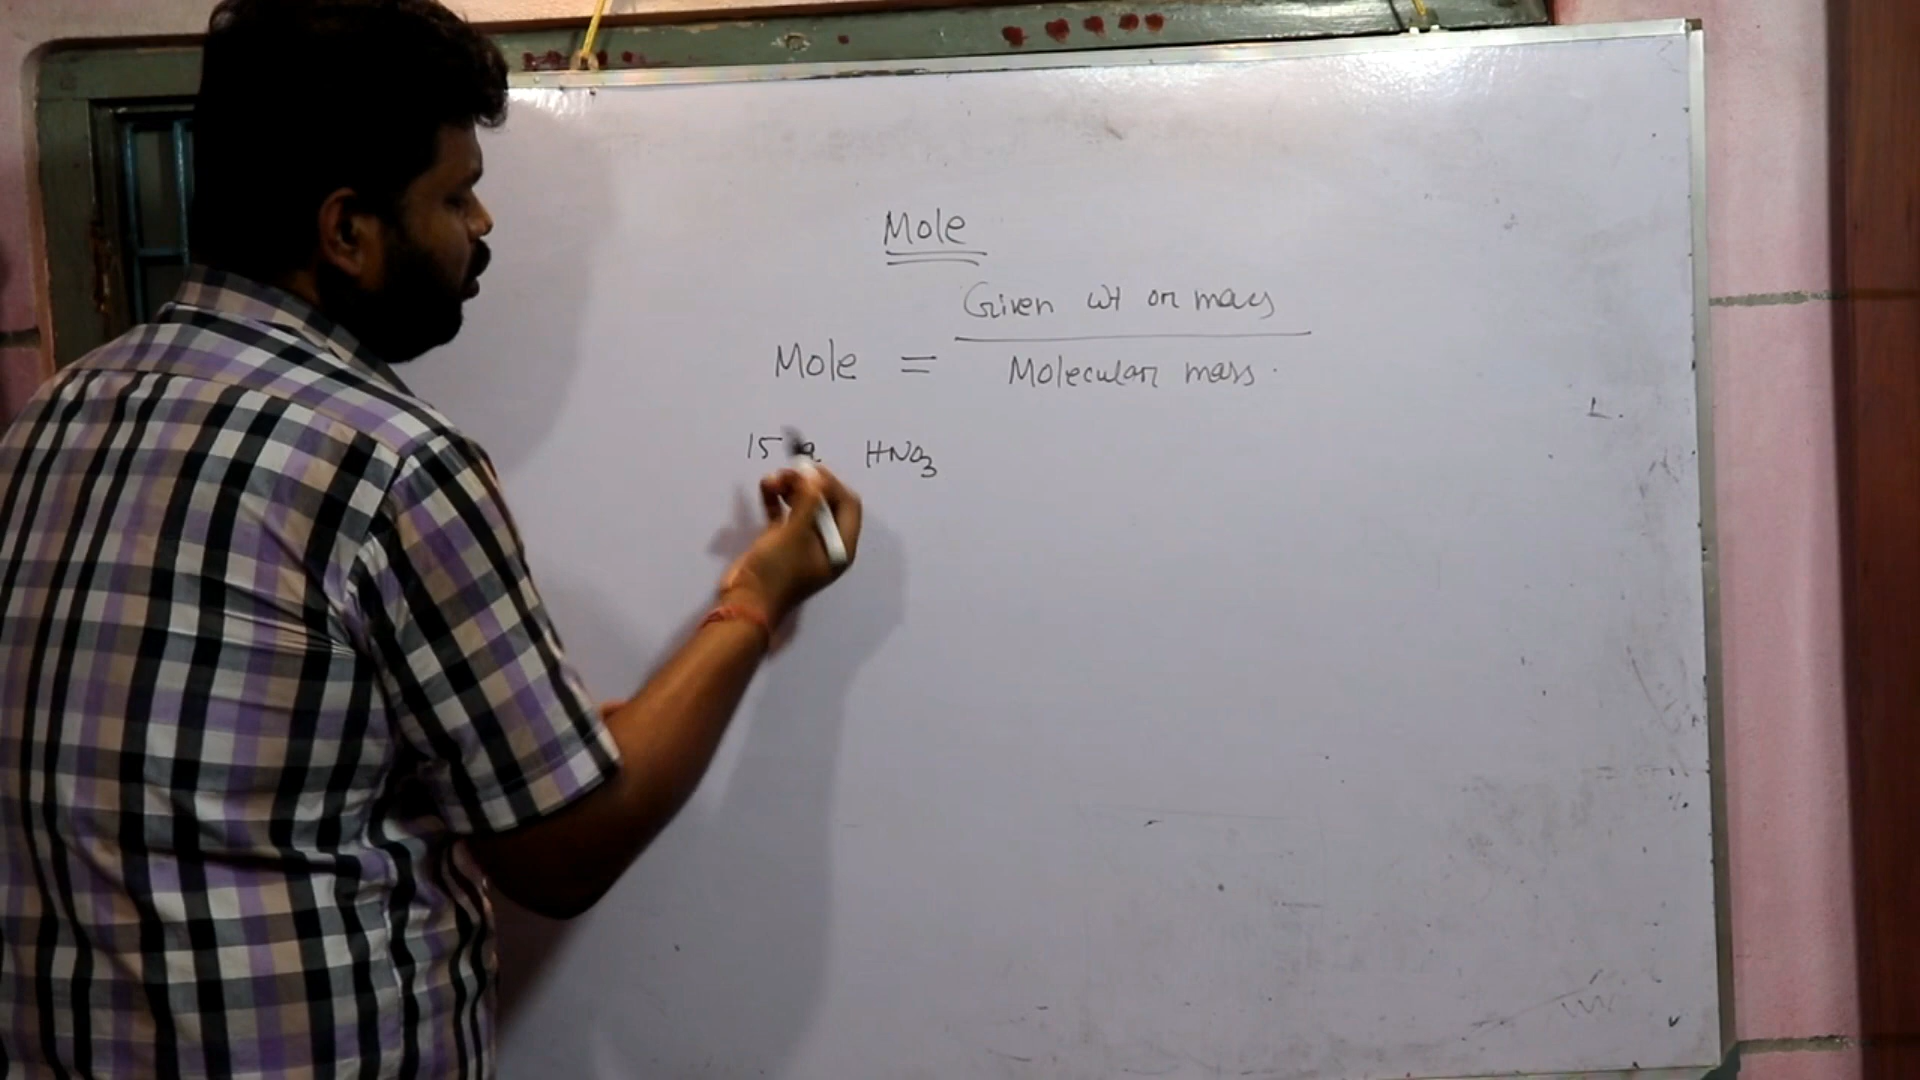 Mole
Given wt or mass
Mole = Molecular mass.
15 g HNO3
L.